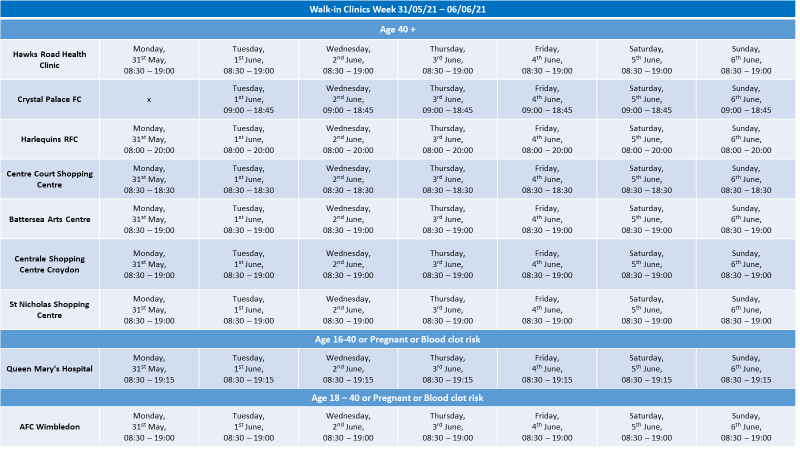 Walk-in Clinics Week 31/05/21 – 06/06/21
Age 40 +
Hawks Road Health Clinic | Monday, 31st May, 08:30 – 19:00 | Tuesday, 1st June, 08:30 – 19:00 | Wednesday, 2nd June, 08:30 – 19:00 | Thursday, 3rd June, 08:30 – 19:00 | Friday, 4th June, 08:30 – 19:00 | Saturday, 5th June, 08:30 – 19:00 | Sunday, 6th June, 08:30 – 19:00
Crystal Palace FC | x | Tuesday, 1st June, 09:00 – 18:45 | Wednesday, 2nd June, 09:00 – 18:45 | Thursday, 3rd June, 09:00 – 18:45 | Friday, 4th June, 09:00 – 18:45 | Saturday, 5th June, 09:00 – 18:45 | Sunday, 6th June, 09:00 – 18:45
Harlequins RFC | Monday, 31st May, 08:00 – 20:00 | Tuesday, 1st June, 08:00 – 20:00 | Wednesday, 2nd June, 08:00 – 20:00 | Thursday, 3rd June, 08:00 – 20:00 | Friday, 4th June, 08:00 – 20:00 | Saturday, 5th June, 08:00 – 20:00 | Sunday, 6th June, 08:00 – 20:00
Centre Court Shopping Centre | Monday, 31st May, 08:30 – 18:30 | Tuesday, 1st June, 08:30 – 18:30 | Wednesday, 2nd June, 08:30 – 18:30 | Thursday, 3rd June, 08:30 – 18:30 | Friday, 4th June, 08:30 – 18:30 | Saturday, 5th June, 08:30 – 18:30 | Sunday, 6th June, 08:30 – 18:30
Battersea Arts Centre | Monday, 31st May, 08:30 – 19:00 | Tuesday, 1st June, 08:30 – 19:00 | Wednesday, 2nd June, 08:30 – 19:00 | Thursday, 3rd June, 08:30 – 19:00 | Friday, 4th June, 08:30 – 19:00 | Saturday, 5th June, 08:30 – 19:00 | Sunday, 6th June, 08:30 – 19:00
Centrale Shopping Centre Croydon | Monday, 31st May, 08:30 – 19:00 | Tuesday, 1st June, 08:30 – 19:00 | Wednesday, 2nd June, 08:30 – 19:00 | Thursday, 3rd June, 08:30 – 19:00 | Friday, 4th June, 08:30 – 19:00 | Saturday, 5th June, 08:30 – 19:00 | Sunday, 6th June, 08:30 – 19:00
St Nicholas Shopping Centre | Monday, 31st May, 08:30 – 19:00 | Tuesday, 1st June, 08:30 – 19:00 | Wednesday, 2nd June, 08:30 – 19:00 | Thursday, 3rd June, 08:30 – 19:00 | Friday, 4th June, 08:30 – 19:00 | Saturday, 5th June, 08:30 – 19:00 | Sunday, 6th June, 08:30 – 19:00
Age 16-40 or Pregnant or Blood clot risk
Queen Mary's Hospital | Monday, 31st May, 08:30 – 19:15 | Tuesday, 1st June, 08:30 – 19:15 | Wednesday, 2nd June, 08:30 – 19:15 | Thursday, 3rd June, 08:30 – 19:15 | Friday, 4th June, 08:30 – 19:15 | Saturday, 5th June, 08:30 – 19:15 | Sunday, 6th June, 08:30 – 19:15
Age 18 – 40 or Pregnant or Blood clot risk
AFC Wimbledon | Monday, 31st May, 08:30 – 19:00 | Tuesday, 1st June, 08:30 – 19:00 | Wednesday, 2nd June, 08:30 – 19:00 | Thursday, 3rd June, 08:30 – 19:00 | Friday, 4th June, 08:30 – 19:00 | Saturday, 5th June, 08:30 – 19:00 | Sunday, 6th June, 08:30 – 19:00